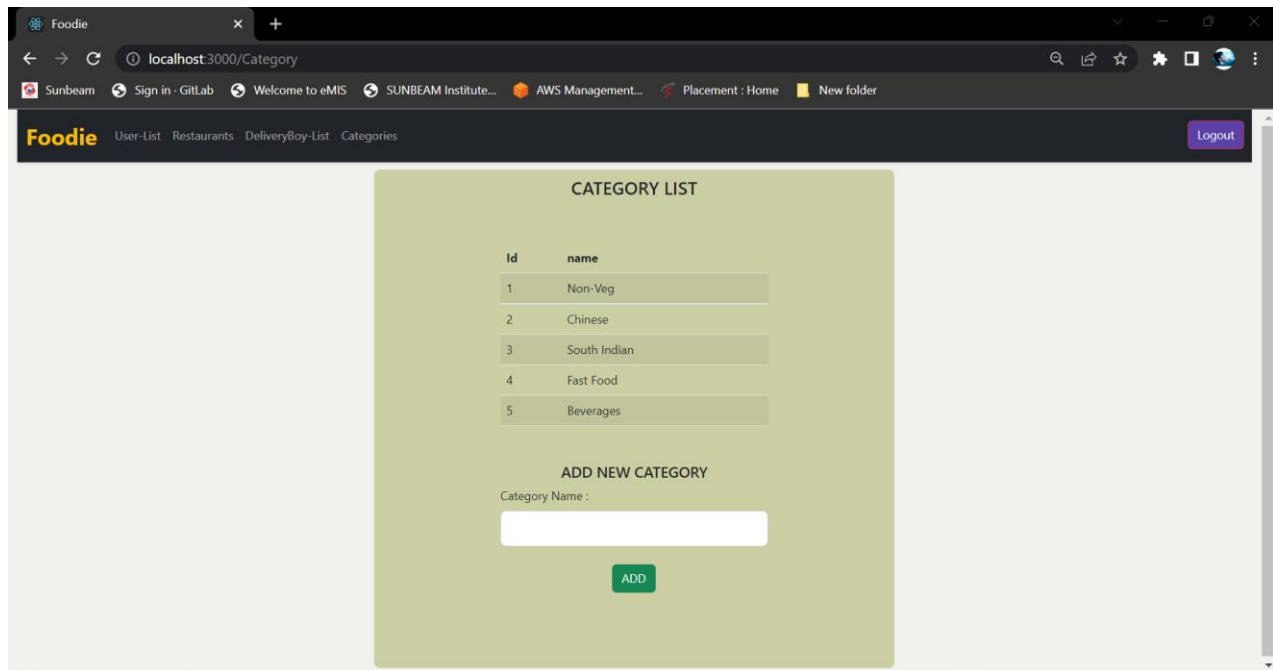 Foodie
localhost:3000/Category
Sunbeam Sign in · GitLab Welcome to eMIS SUNBEAM Institute... AWS Management... Placement : Home New folder
Foodie User-List Restaurants DeliveryBoy-List Categories Logout
CATEGORY LIST
Id name
1 Non-Veg
2 Chinese
3 South Indian
4 Fast Food
5 Beverages
ADD NEW CATEGORY
Category Name :
ADD